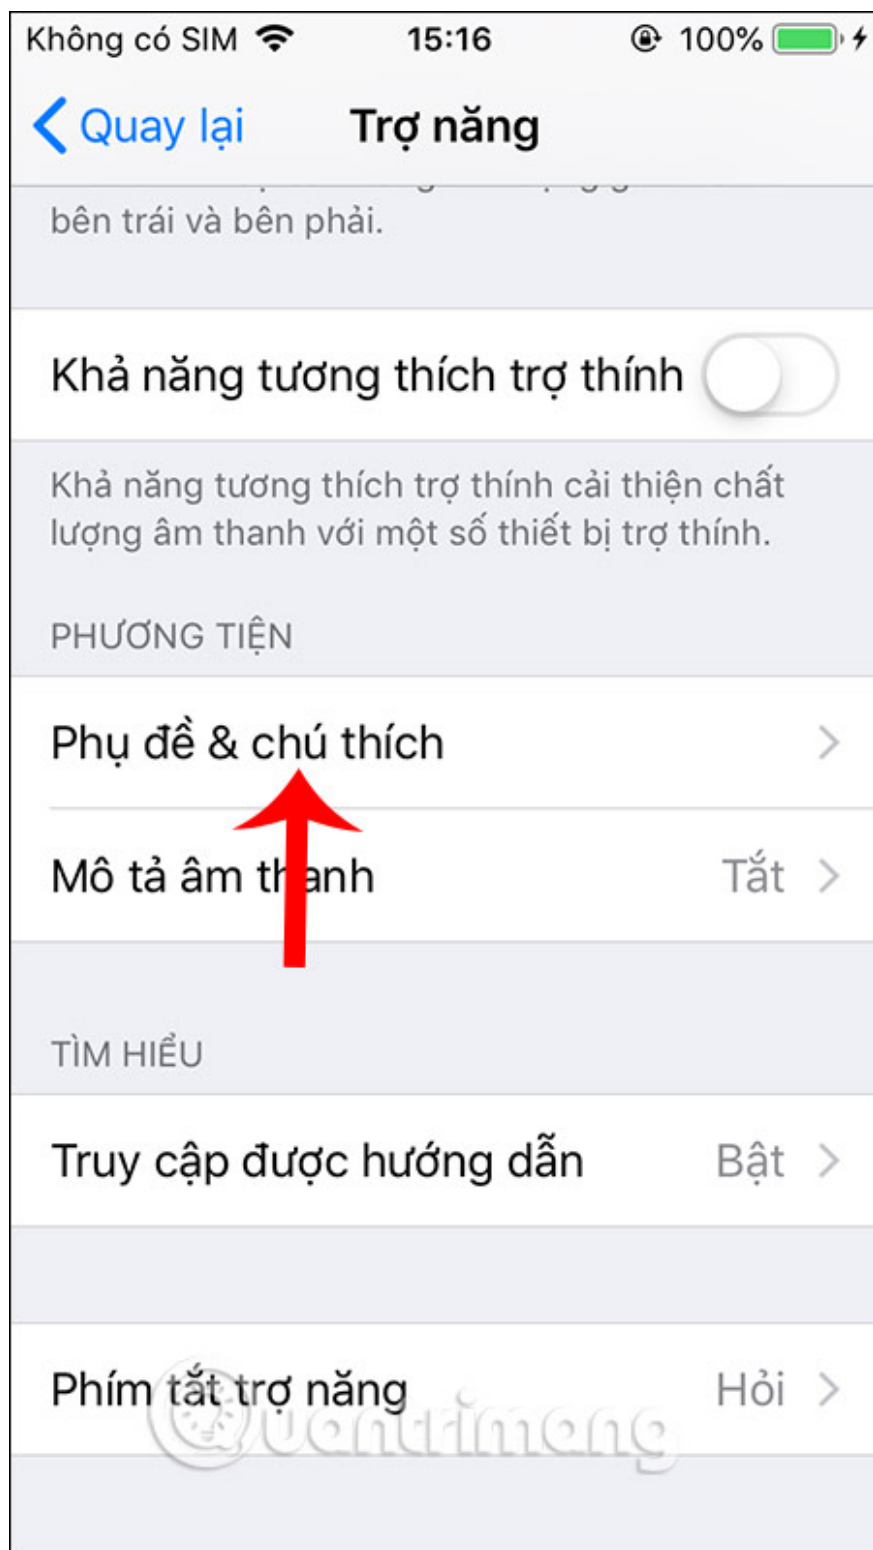 Không có SIM 15:16 100%
Quay lại Trợ năng
bên trái và bên phải.
Khả năng tương thích trợ thính
Khả năng tương thích trợ thính cải thiện chất
lượng âm thanh với một số thiết bị trợ thính.
PHƯƠNG TIỆN
Phụ đề & chú thích
Mô tả âm thanh Tắt
TÌM HIỂU
Truy cập được hướng dẫn Bật
Phím tắt trợ năng Hỏi
Quantrimang